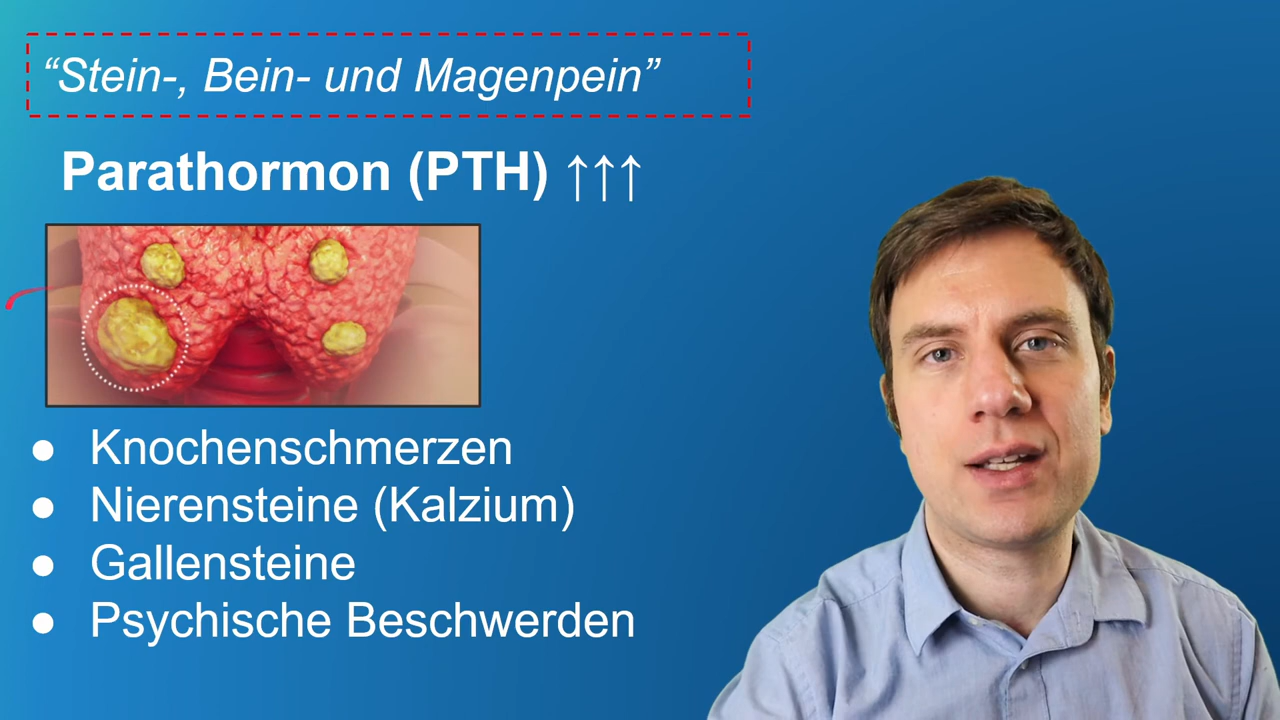 “Stein-, Bein- und Magenpein”
Parathormon (PTH) ↑↑↑
● Knochenschmerzen
● Nierensteine (Kalzium)
● Gallensteine
● Psychische Beschwerden